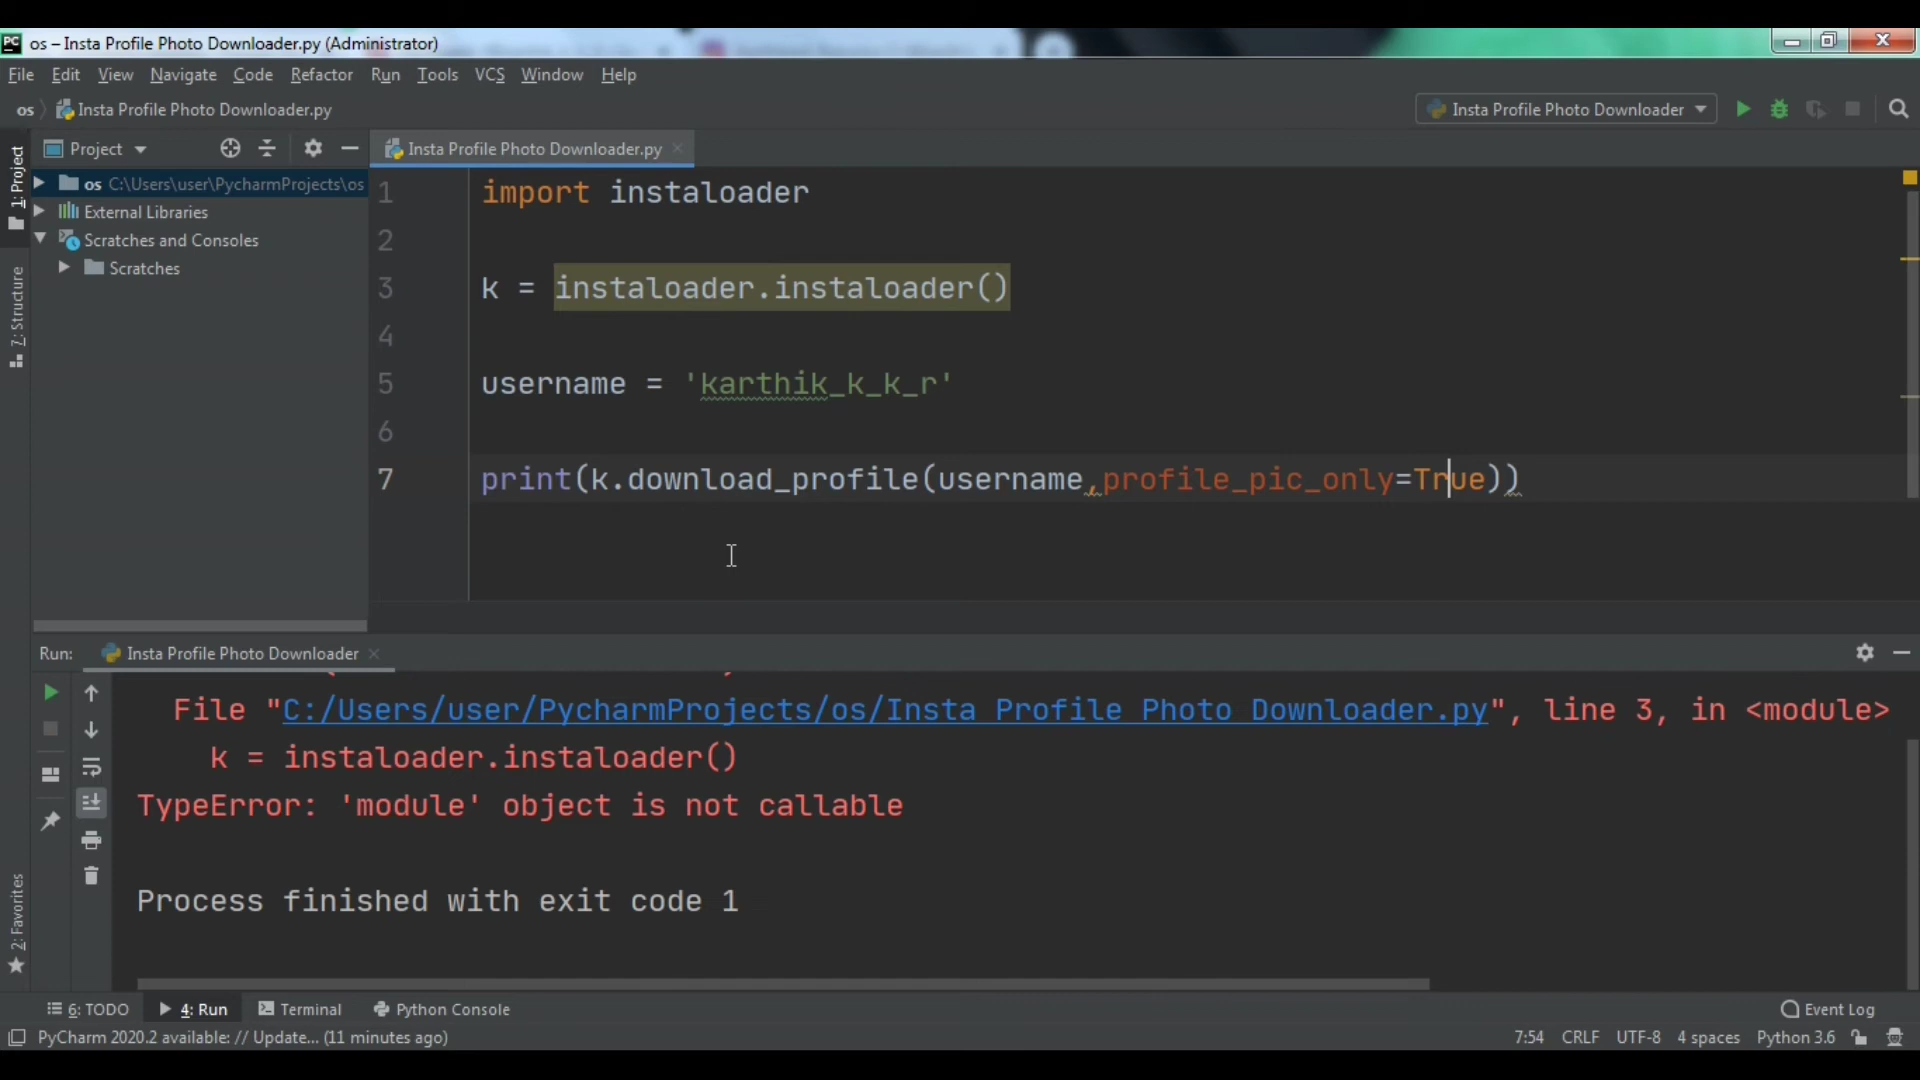 PC os – Insta Profile Photo Downloader.py (Administrator)
File Edit View Navigate Code Refactor Run Tools VCS Window Help
os Insta Profile Photo Downloader.py Insta Profile Photo Downloader
1: Project
Project
Insta Profile Photo Downloader.py
os C:\Users\user\PycharmProjects\os
External Libraries
Scratches and Consoles
Scratches
7: Structure
1 import instaloader
2
3 k = instaloader.instaloader()
4
5 username = 'karthik_k_k_r'
6
7 print(k.download_profile(username,profile_pic_only=True))
Run: Insta Profile Photo Downloader
File "C:/Users/user/PycharmProjects/os/Insta Profile Photo Downloader.py", line 3, in <module>
k = instaloader.instaloader()
TypeError: 'module' object is not callable
Process finished with exit code 1
2: Favorites
6: TODO 4: Run Terminal Python Console Event Log
PyCharm 2020.2 available: // Update... (11 minutes ago) 7:54 CRLF UTF-8 4 spaces Python 3.6